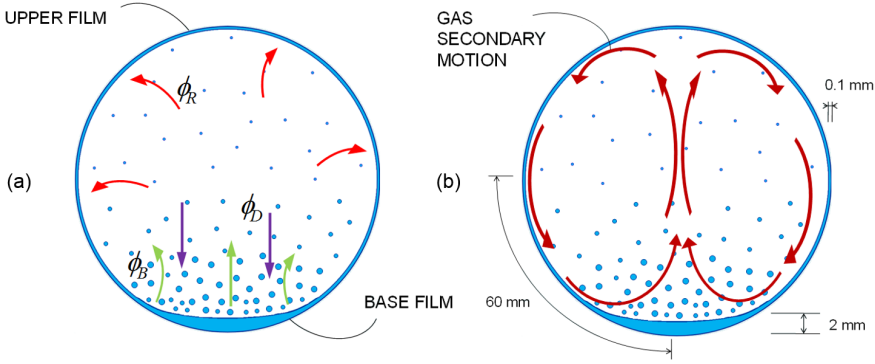 UPPER FILM
ϕR
(a)
ϕD
ϕB
BASE FILM
GAS
SECONDARY
MOTION
0.1 mm
(b)
60 mm
2 mm